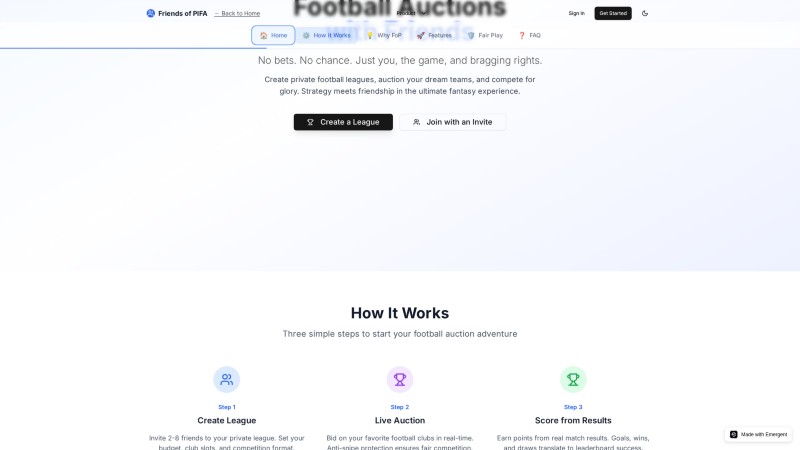 Football Auctions
with Friends
Friends of PIFA
← Back to Home
Product
Sign In
Get Started
🏠 Home
⚙️ How It Works
💡 Why FoP
🚀 Features
🛡️ Fair Play
❓ FAQ
No bets. No chance. Just you, the game, and bragging rights.
Create private football leagues, auction your dream teams, and compete for
glory. Strategy meets friendship in the ultimate fantasy experience.
Create a League
Join with an Invite
How It Works
Three simple steps to start your football auction adventure
Step 1
Create League
Invite 2-8 friends to your private league. Set your
budget, club slots, and competition format.
Step 2
Live Auction
Bid on your favorite football clubs in real-time.
Anti-snipe protection ensures fair competition.
Step 3
Score from Results
Earn points from real match results. Goals, wins,
and draws translate to leaderboard success.
Made with Emergent